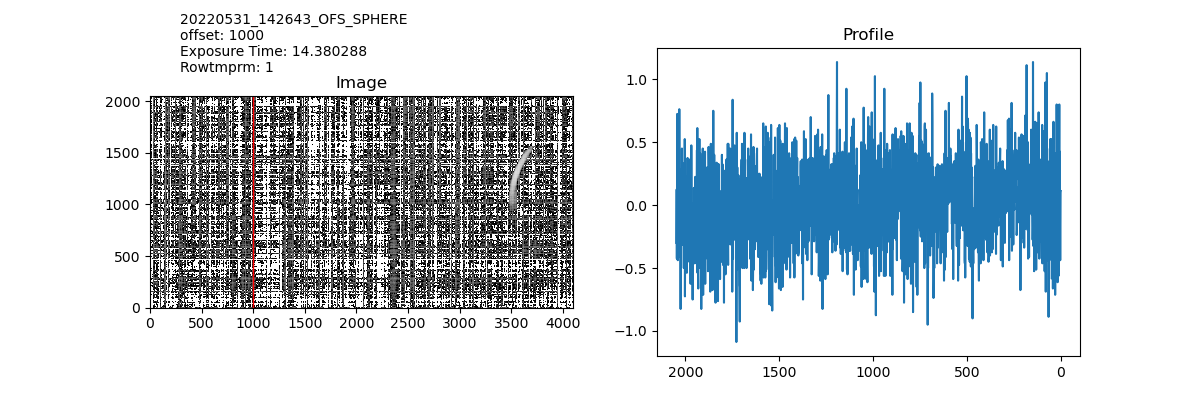 20220531_142643_OFS_SPHERE
offset: 1000
Exposure Time: 14.380288
Rowtmprm: 1
Image
2000
1500
1000
500
0
0 500 1000 1500 2000 2500 3000 3500 4000
Profile
1.0
0.5
0.0
−0.5
−1.0
2000 1500 1000 500 0